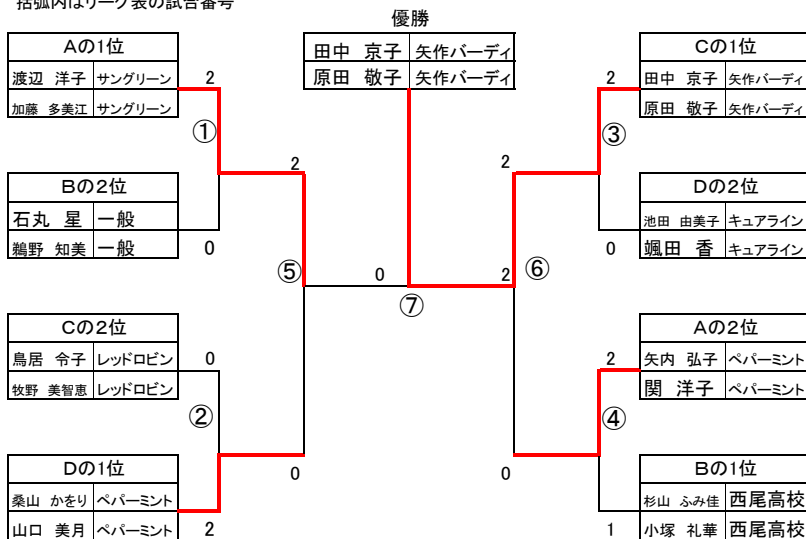 括弧内はリーグ表の試合番号
優勝
田中 京子 矢作バーディ
原田 敬子 矢作バーディ
Aの1位
渡辺 洋子 サングリーン 2
加藤 多美江 サングリーン
①
Bの2位
石丸 星 一般
鵜野 知美 一般 0
2
⑤
Cの2位
鳥居 令子 レッドロビン 0
牧野 美智恵 レッドロビン
②
Dの1位
桑山 かをり ペパーミント
山口 美月 ペパーミント 2
0
0
⑦
2
Cの1位
2 田中 京子 矢作バーディ
原田 敬子 矢作バーディ
③
2
Dの2位
池田 由美子 キュアライン
0 颯田 香 キュアライン
⑥
Aの2位
2 矢内 弘子 ペパーミント
関 洋子 ペパーミント
④
0
Bの1位
杉山 ふみ佳 西尾高校
1 小塚 礼華 西尾高校